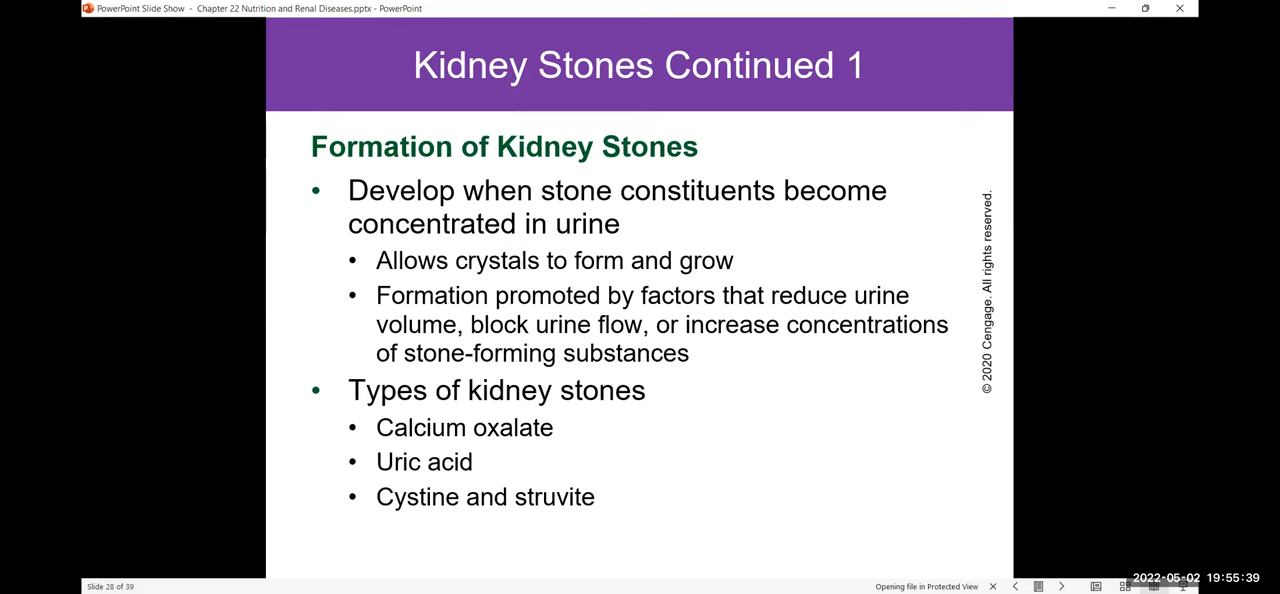 PowerPoint Slide Show - Chapter 22 Nutrition and Renal Diseases.pptx - PowerPoint
Kidney Stones Continued 1
Formation of Kidney Stones
• Develop when stone constituents become
concentrated in urine
• Allows crystals to form and grow
• Formation promoted by factors that reduce urine
volume, block urine flow, or increase concentrations
of stone-forming substances
• Types of kidney stones
• Calcium oxalate
• Uric acid
• Cystine and struvite
© 2020 Cengage. All rights reserved.
Slide 28 of 39
Opening file in Protected View
2022-05-02 19:55:39